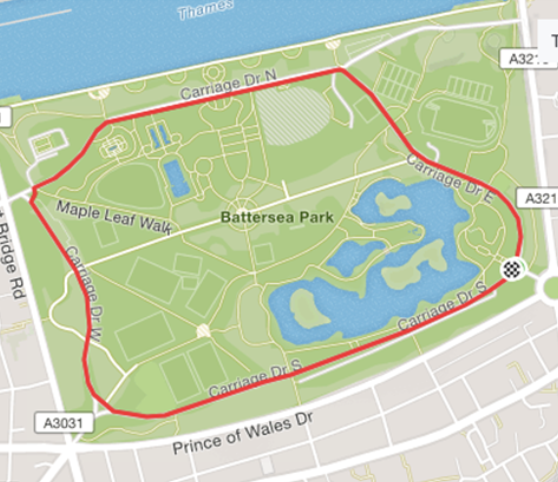 Thames
Carriage Dr N
Carriage Dr E
Maple Leaf Walk
Battersea Park
Bridge Rd
Carriage Dr W
Carriage Dr S
Carriage Dr S
A321
A3031
Prince of Wales Dr